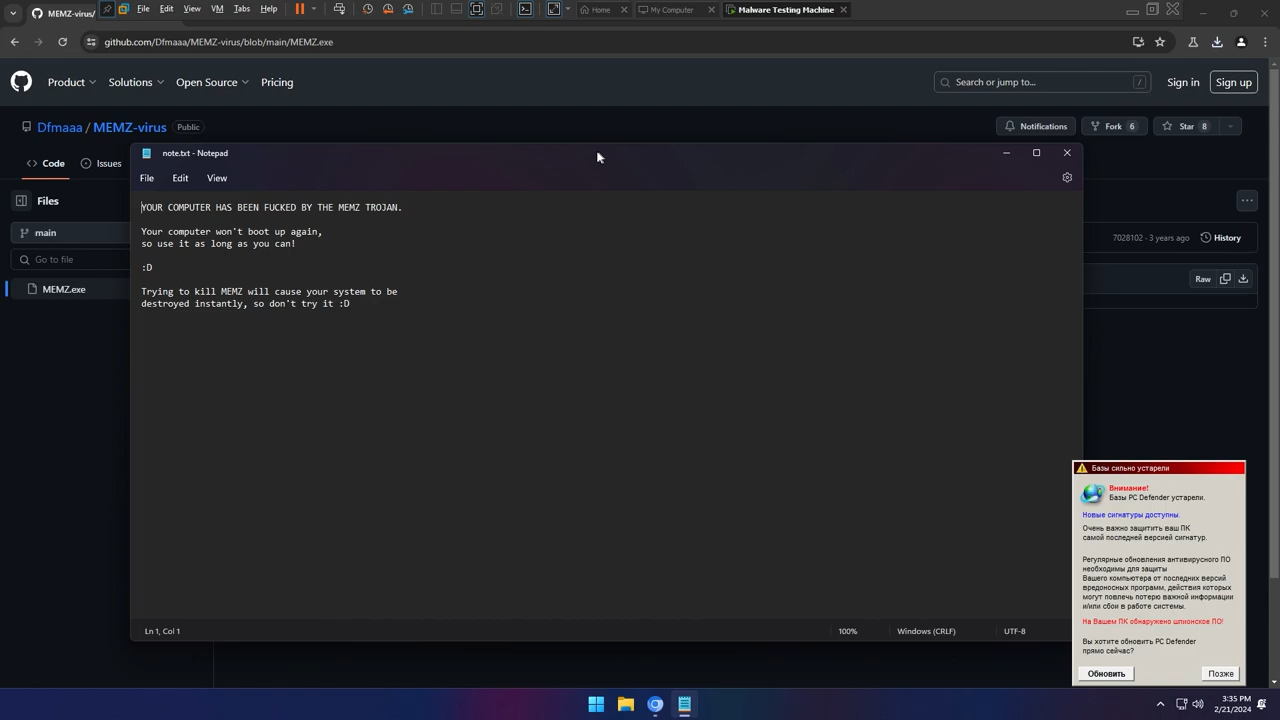 MEMZ-virus/
File Edit View VM Tabs Help
Home
My Computer
Malware Testing Machine
github.com/Dfmaaa/MEMZ-virus/blob/main/MEMZ.exe
Product
Solutions
Open Source
Pricing
Search or jump to...
/
Sign in
Sign up
Dfmaaa / MEMZ-virus
Public
Notifications
Fork 6
Star 8
Code
Issues
Files
main
Go to file
MEMZ.exe
7028102 · 3 years ago
History
Raw
note.txt - Notepad
File
Edit
View
YOUR COMPUTER HAS BEEN FUCKED BY THE MEMZ TROJAN.
Your computer won't boot up again,
so use it as long as you can!
:D
Trying to kill MEMZ will cause your system to be
destroyed instantly, so don't try it :D
Ln 1, Col 1
100%
Windows (CRLF)
UTF-8
Базы сильно устарели
Внимание!
Базы PC Defender устарели.
Новые сигнатуры доступны.
Очень важно защитить ваш ПК
самой последней версией сигнатур.
Регулярные обновления антивирусного ПО
необходимы для защиты
Вашего компьютера от последних версий
вредоносных программ, действия которых
могут повлечь потерю важной информации
и/или сбои в работе системы.
На Вашем ПК обнаружено шпионское ПО!
Вы хотите обновить PC Defender
прямо сейчас?
Обновить
Позже
3:35 PM
2/21/2024